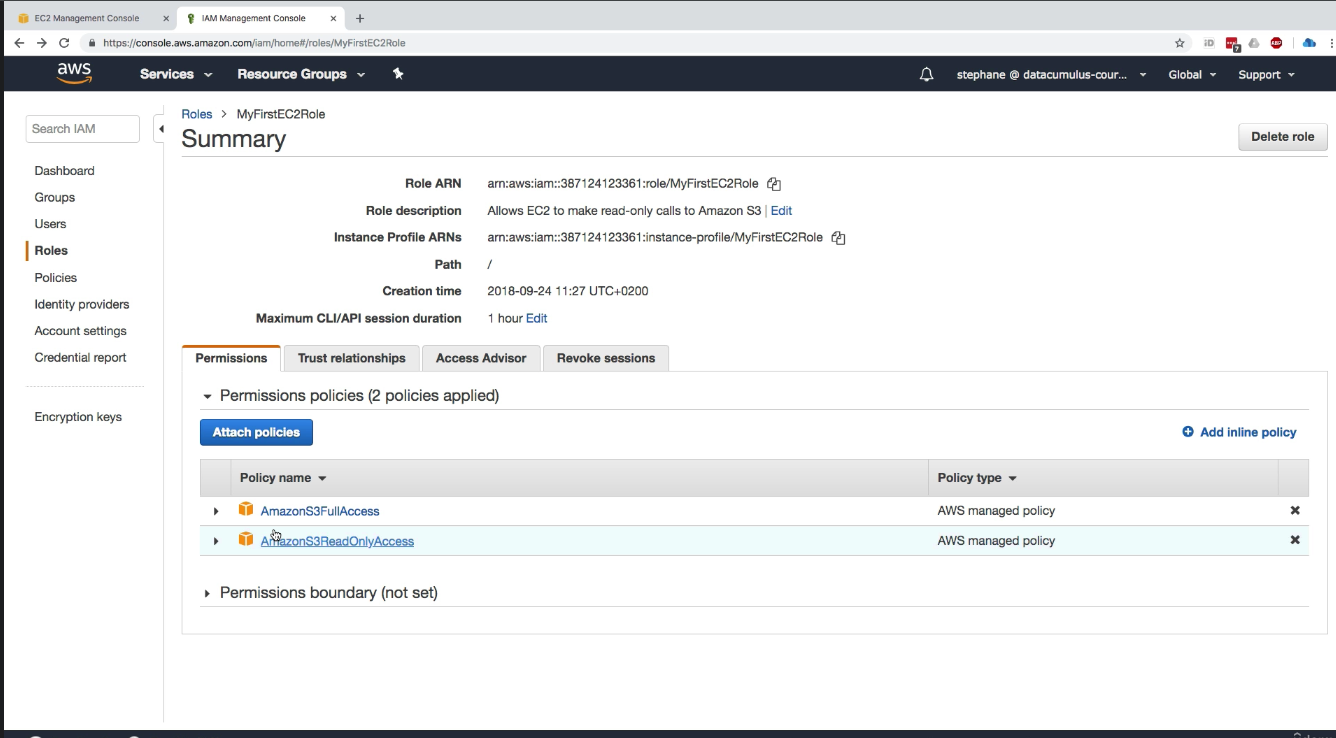 EC2 Management Console
IAM Management Console
https://console.aws.amazon.com/iam/home#/roles/MyFirstEC2Role
iD
7
ABP
aws
Services
Resource Groups
stephane @ datacumulus-cour...
Global
Support
Search IAM
Dashboard
Groups
Users
Roles
Policies
Identity providers
Account settings
Credential report
Encryption keys
Roles > MyFirstEC2Role
Summary
Delete role
Role ARN arn:aws:iam::387124123361:role/MyFirstEC2Role
Role description Allows EC2 to make read-only calls to Amazon S3 | Edit
Instance Profile ARNs arn:aws:iam::387124123361:instance-profile/MyFirstEC2Role
Path /
Creation time 2018-09-24 11:27 UTC+0200
Maximum CLI/API session duration 1 hour Edit
Permissions
Trust relationships
Access Advisor
Revoke sessions
Permissions policies (2 policies applied)
Attach policies
Add inline policy
Policy name Policy type
AmazonS3FullAccess AWS managed policy
AmazonS3ReadOnlyAccess AWS managed policy
Permissions boundary (not set)